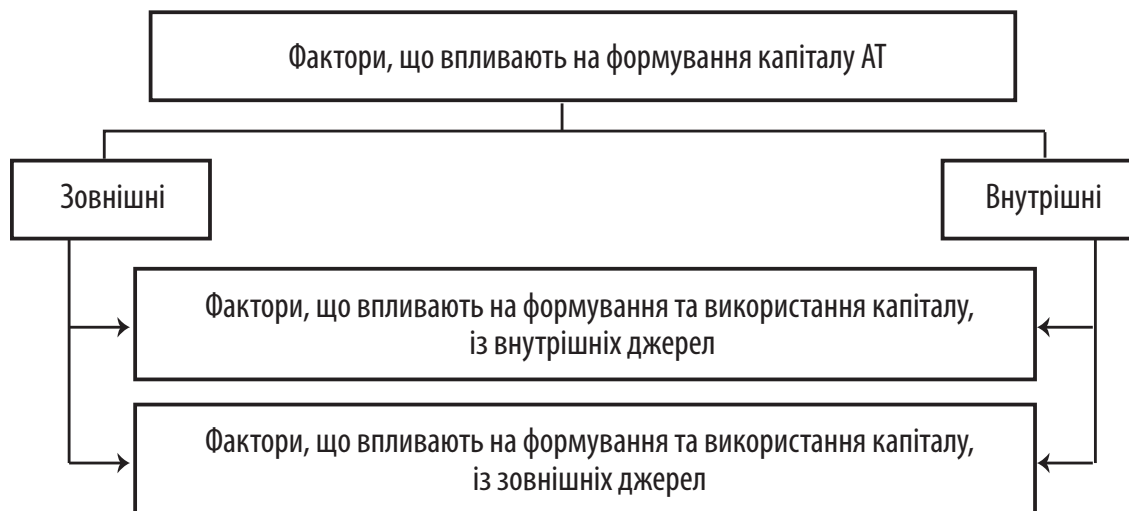 Фактори, що впливають на формування капіталу АТ
Зовнішні
Внутрішні
Фактори, що впливають на формування та використання капіталу,
із внутрішніх джерел
Фактори, що впливають на формування та використання капіталу,
із зовнішніх джерел